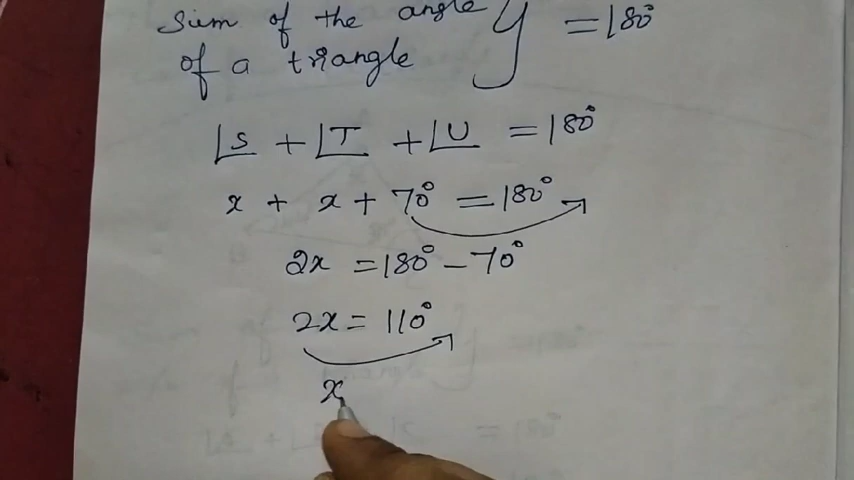 Sum of the angle } = 180°
of a triangle
∠S + ∠T + ∠U = 180°
x + x + 70° = 180°
2x = 180° - 70°
2x = 110°
x